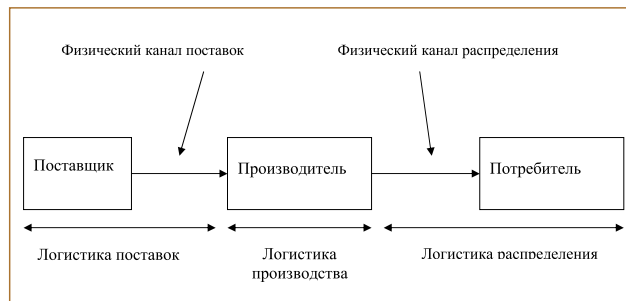 Физический канал поставок
Физический канал распределения
Поставщик
Производитель
Потребитель
Логистика поставок
Логистика
производства
Логистика распределения